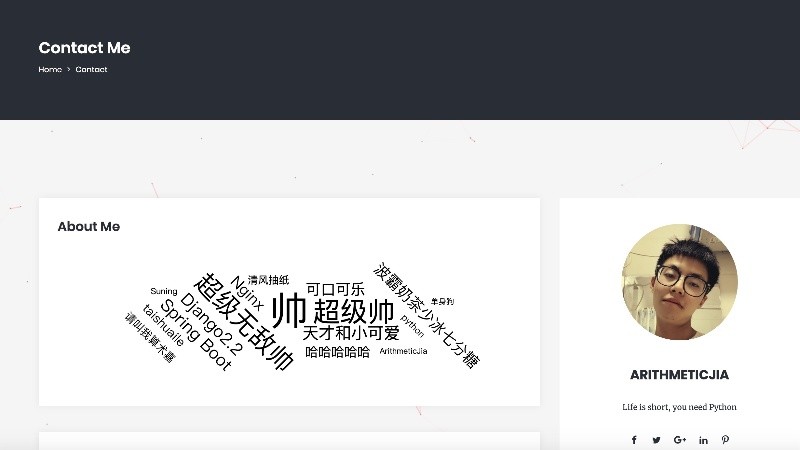 Contact Me
Home > Contact
About Me
Suning
taishuaile
请叫我算术嘉
Spring Boot
Django2.2
超级无敌帅
Nginx
清风抽纸
帅
可口可乐
超级帅
天才和小可爱
哈哈哈哈哈
ArithmeticJia
python
单身狗
波霸奶茶少冰七分糖
ARITHMETICJIA
Life is short, you need Python